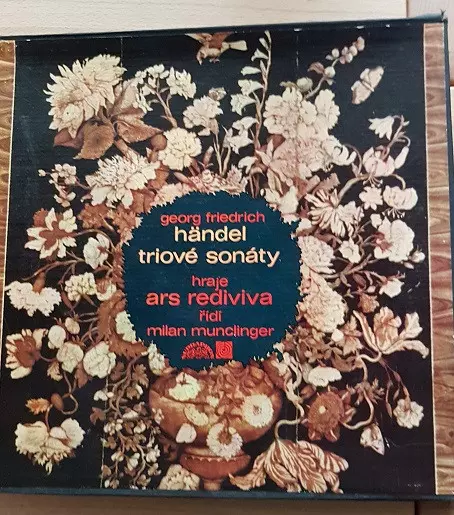 georg friedrich
händel
triové sonáty
hraje
ars rediviva
řídí
milan munclinger